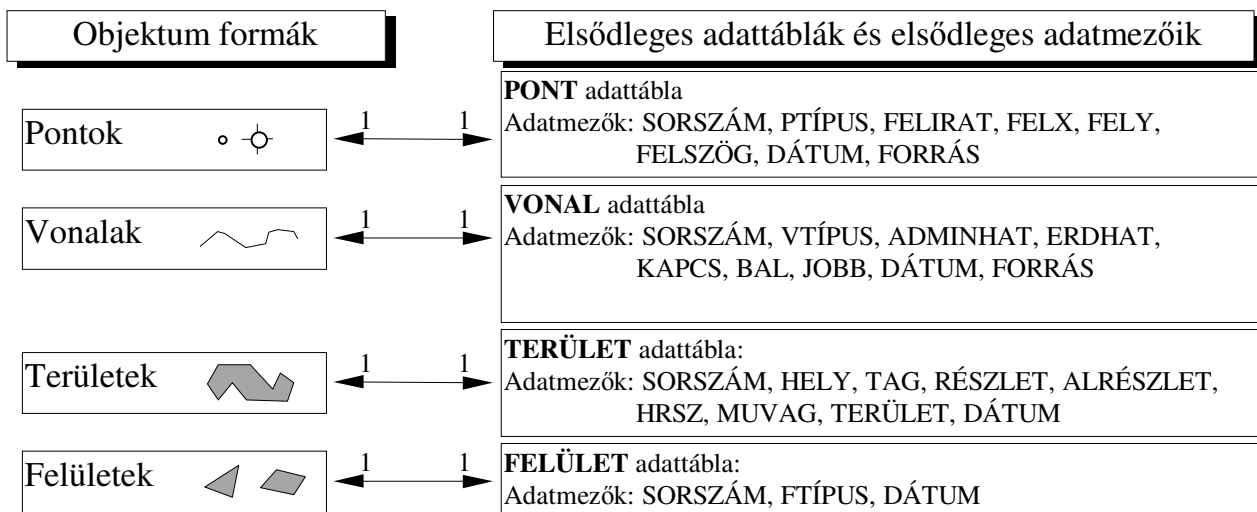 Objektum formák
Elsődleges adattáblák és elsődleges adatmezőik
Pontok
1 1
PONT adattábla
Adatmezők: SORSZÁM, PTÍPUS, FELIRAT, FELX, FELY,
FELSZÖG, DÁTUM, FORRÁS
Vonalak
1 1
VONAL adattábla
Adatmezők: SORSZÁM, VTÍPUS, ADMINHAT, ERDHAT,
KAPCS, BAL, JOBB, DÁTUM, FORRÁS
Területek
1 1
TERÜLET adattábla:
Adatmezők: SORSZÁM, HELY, TAG, RÉSZLET, ALRÉSZLET,
HRSZ, MUVAG, TERÜLET, DÁTUM
Felületek
1 1
FELÜLET adattábla:
Adatmezők: SORSZÁM, FTÍPUS, DÁTUM